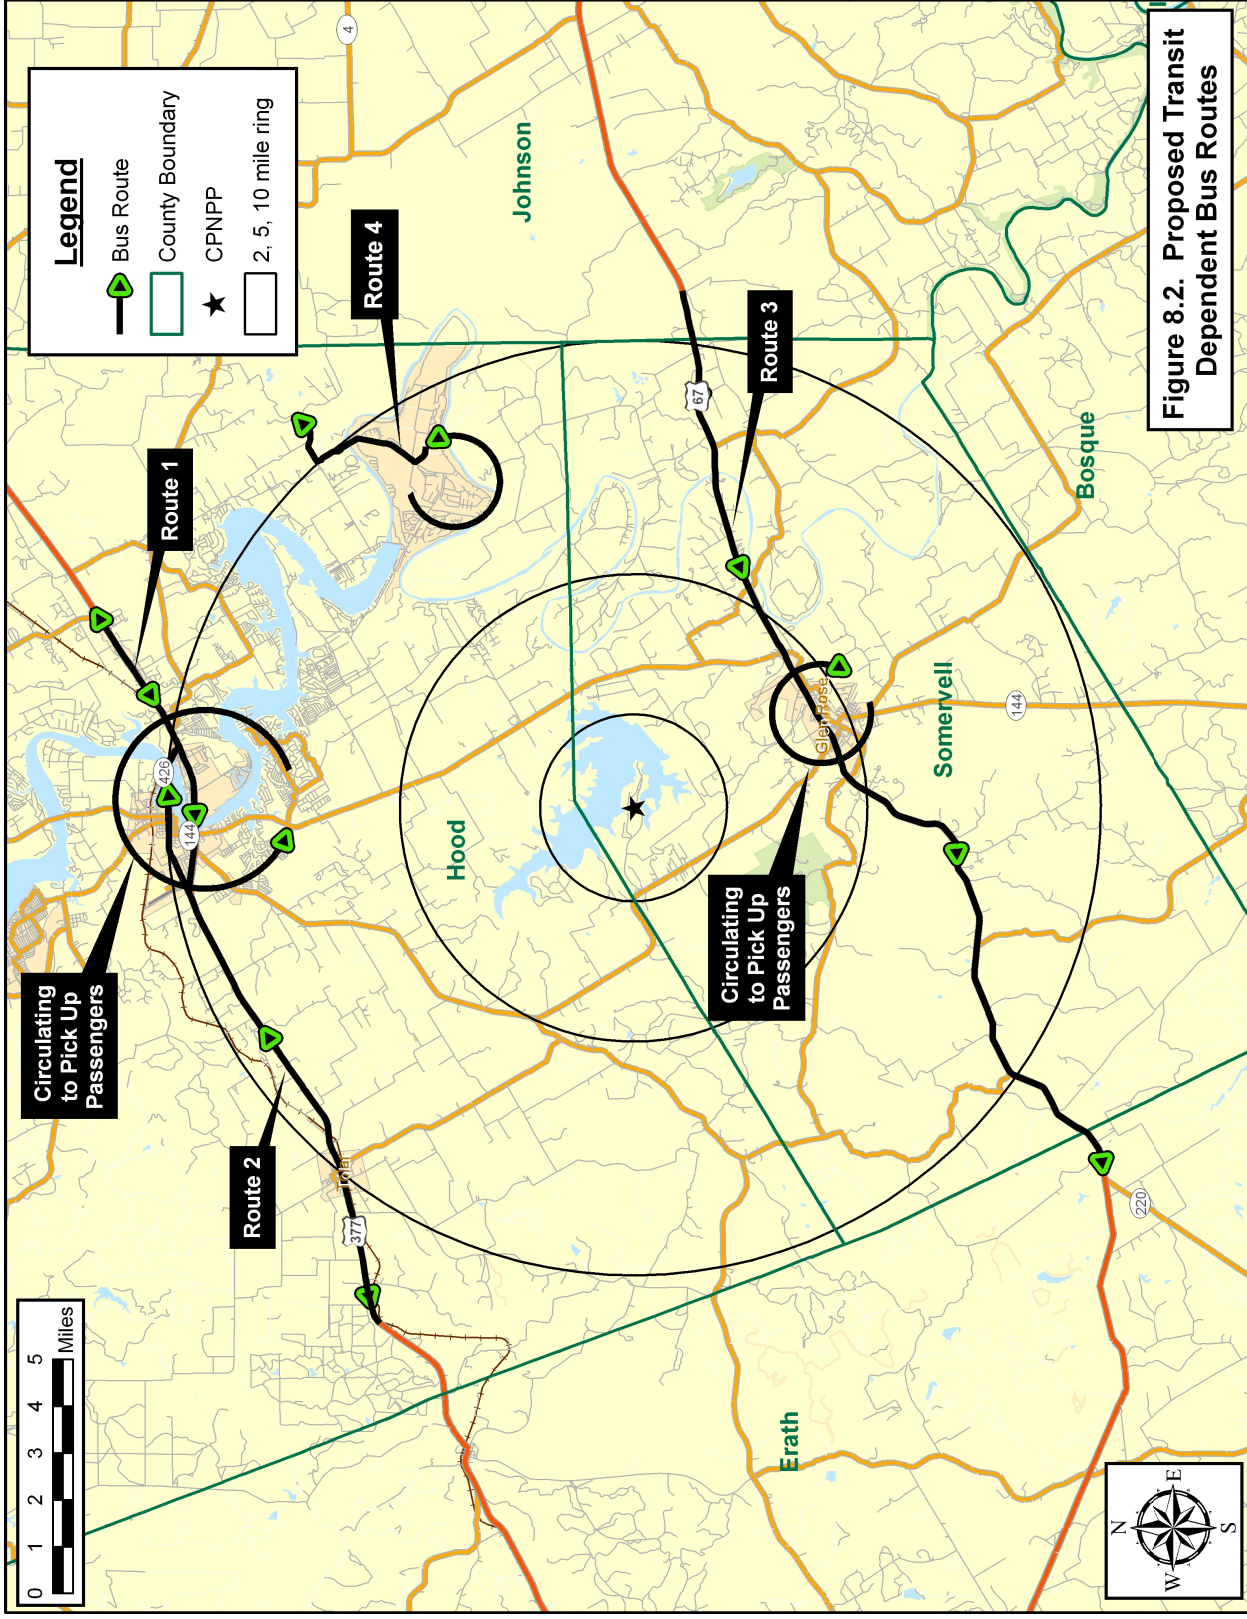 Legend
Bus Route
County Boundary
CPNPP
2, 5, 10 mile ring
0 1 2 3 4 5
Miles
Circulating
to Pick Up
Passengers
Route 2
Route 1
Route 4
Route 3
Circulating
to Pick Up
Passengers
Johnson
Hood
Somervell
Bosque
Erath
Tolar
Glen Rose
4
426
144
377
67
144
220
N
W
E
S
Figure 8.2. Proposed Transit
Dependent Bus Routes